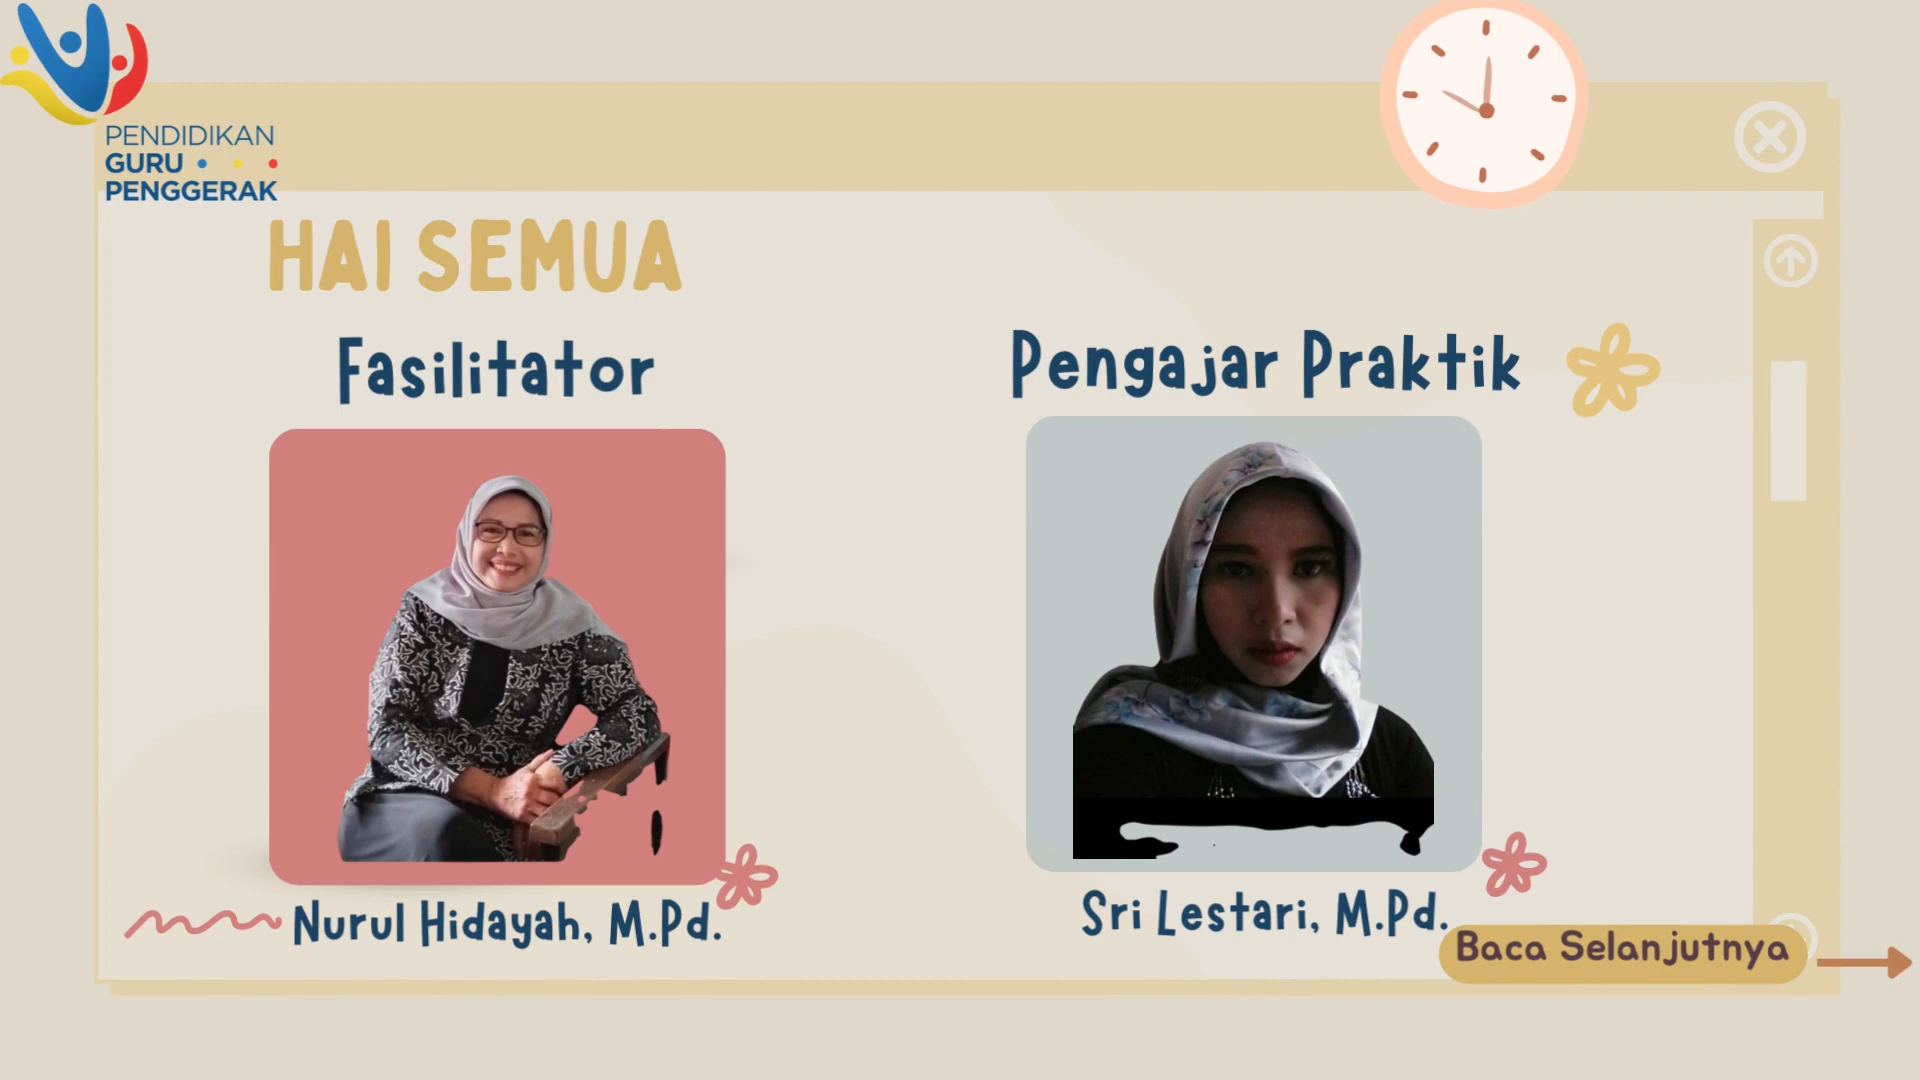 PENDIDIKAN
GURU
PENGGERAK
HAI SEMUA
Fasilitator
Pengajar Praktik
Nurul Hidayah, M.Pd.
Sri Lestari, M.Pd.
Baca Selanjutnya